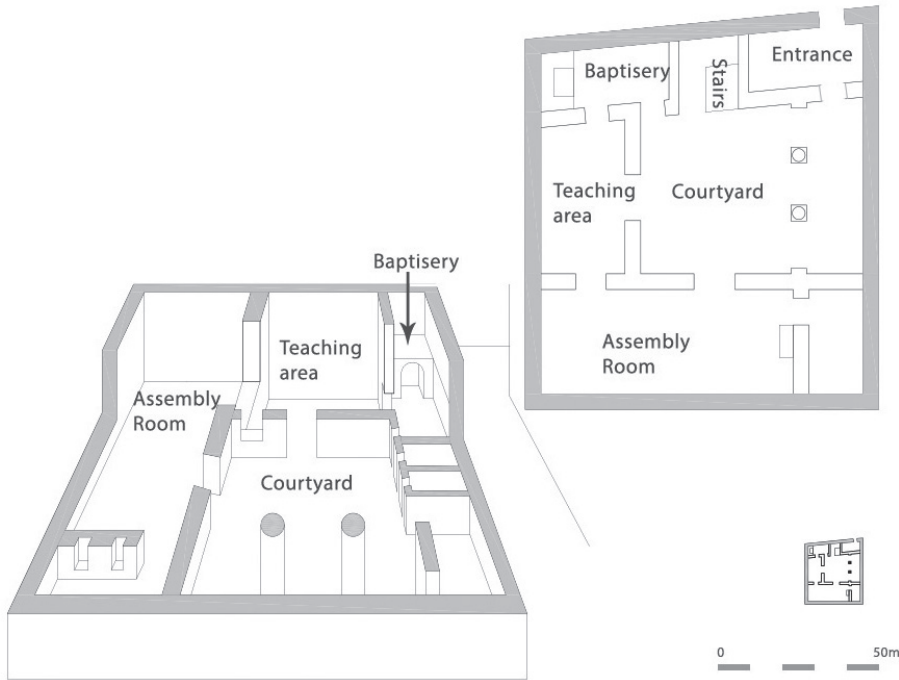 Entrance
Baptisery
Stairs
Teaching
area
Courtyard
Assembly
Room
Baptisery
Teaching
area
Assembly
Room
Courtyard
0
50m